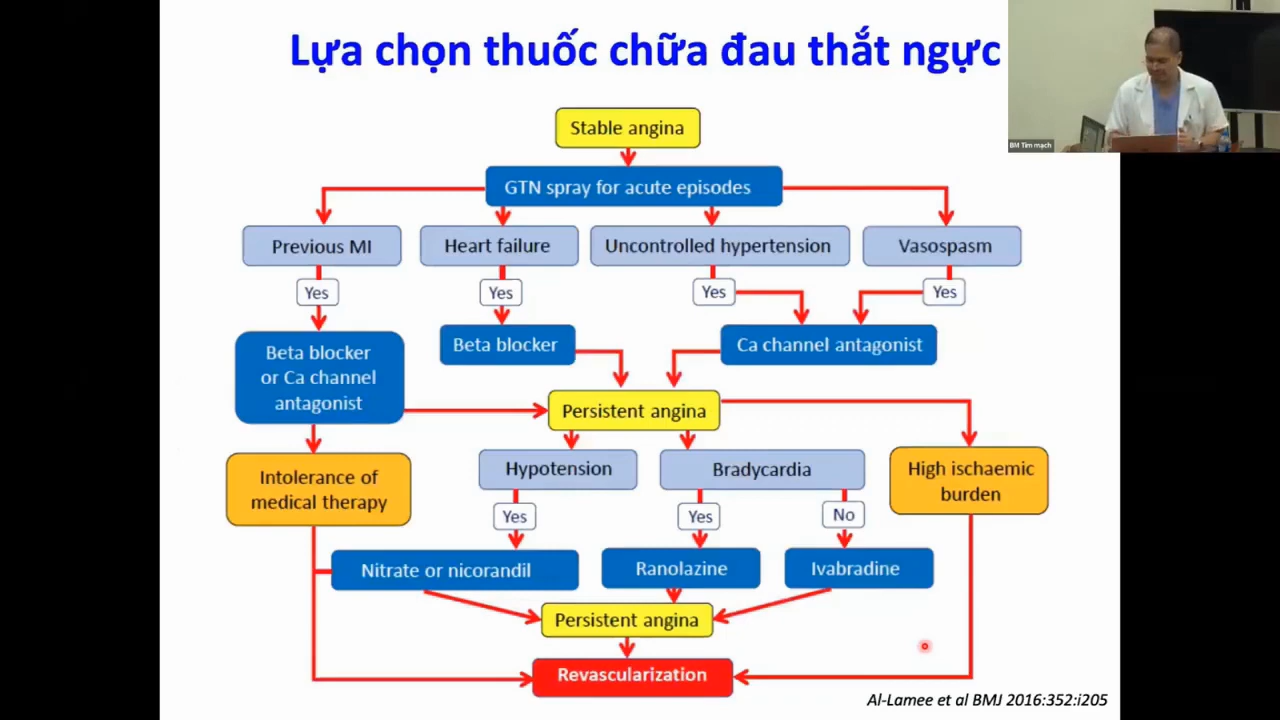 Lựa chọn thuốc chữa đau thắt ngực
BM Tim mạch
Stable angina
GTN spray for acute episodes
Previous MI
Heart failure
Uncontrolled hypertension
Vasospasm
Yes
Yes
Yes
Yes
Beta blocker
or Ca channel
antagonist
Beta blocker
Ca channel antagonist
Persistent angina
Intolerance of
medical therapy
Hypotension
Bradycardia
High ischaemic
burden
Yes
Yes
No
Nitrate or nicorandil
Ranolazine
Ivabradine
Persistent angina
Revascularization
Al-Lamee et al BMJ 2016:352:i205